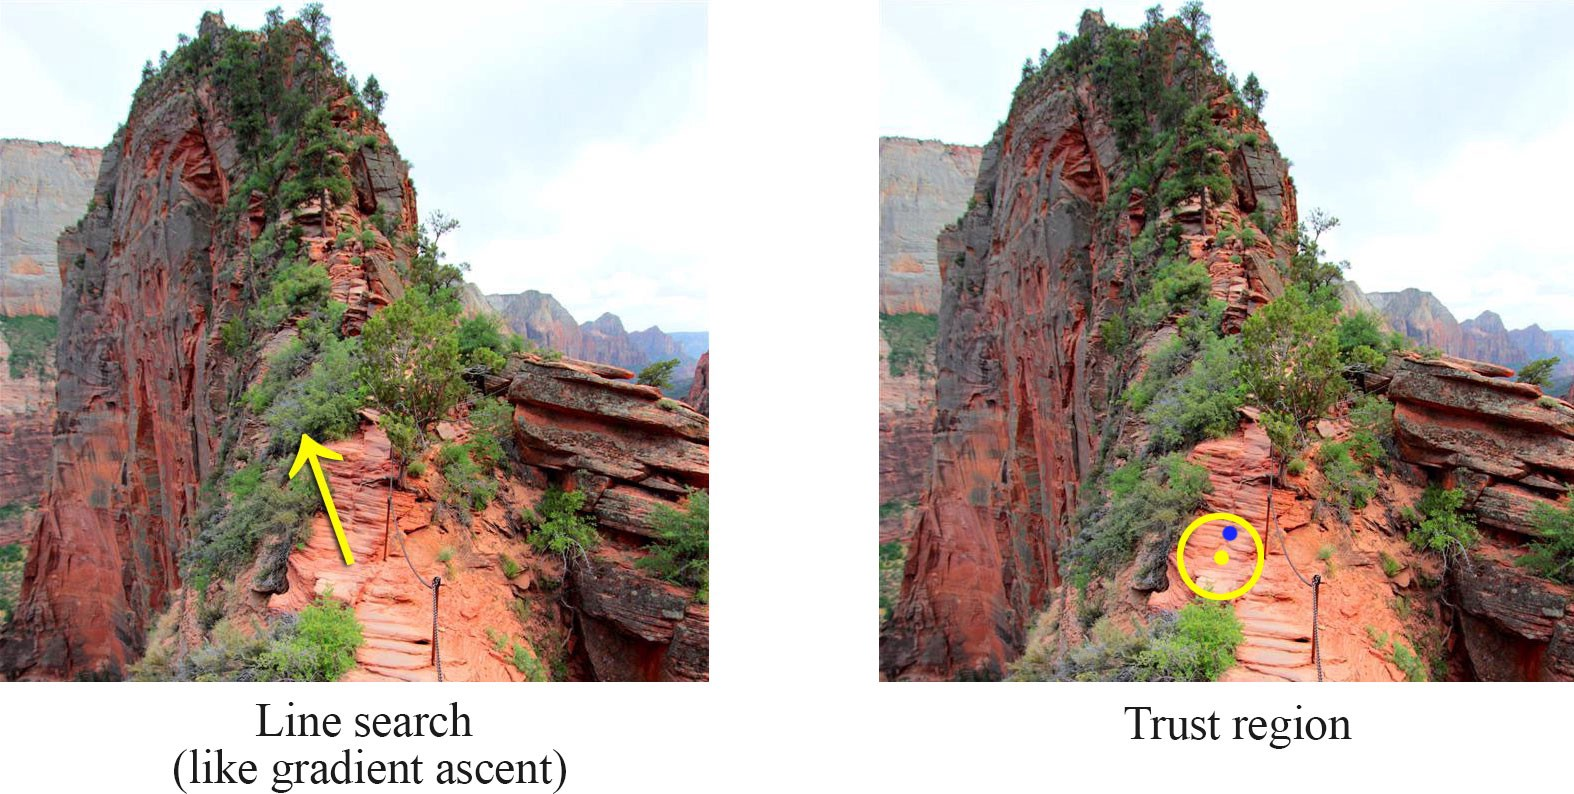 Line search
(like gradient ascent)
Trust region